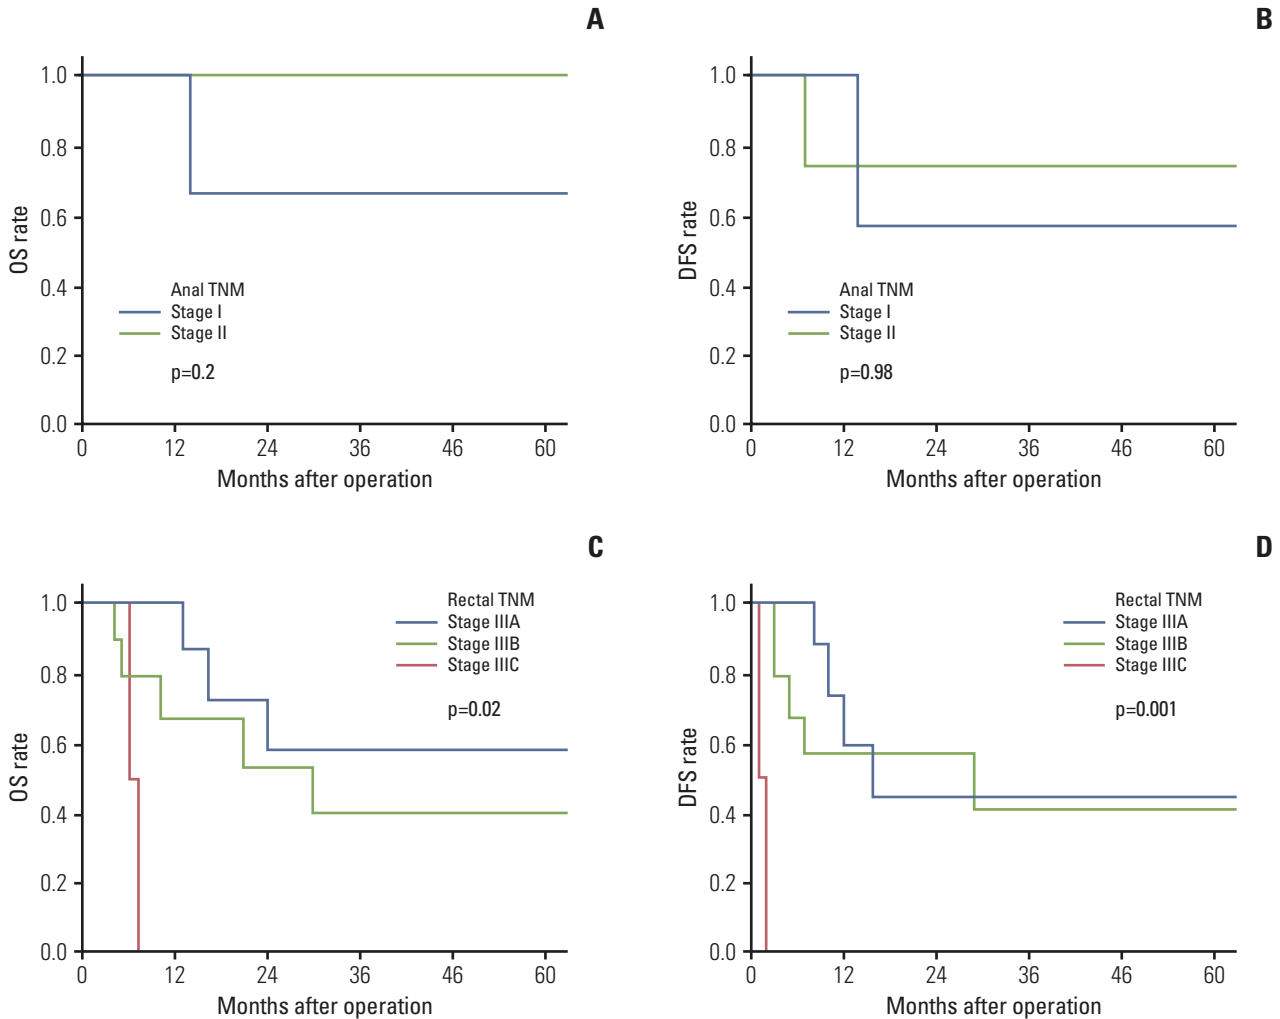 A
1.0
0.8
0.6
0.4
0.2
0.0
OS rate
Anal TNM
Stage I
Stage II
p=0.2
0 12 24 36 46 60
Months after operation
B
1.0
0.8
0.6
0.4
0.2
0.0
DFS rate
Anal TNM
Stage I
Stage II
p=0.98
0 12 24 36 46 60
Months after operation
C
1.0
0.8
0.6
0.4
0.2
0.0
OS rate
Rectal TNM
Stage IIIA
Stage IIIB
Stage IIIC
p=0.02
0 12 24 36 46 60
Months after operation
D
1.0
0.8
0.6
0.4
0.2
0.0
DFS rate
Rectal TNM
Stage IIIA
Stage IIIB
Stage IIIC
p=0.001
0 12 24 36 46 60
Months after operation